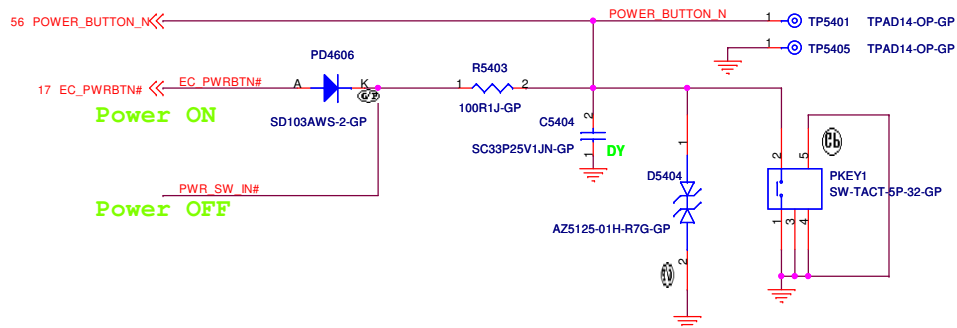 56 POWER_BUTTON_N
POWER_BUTTON_N
1
TP5401
TPAD14-OP-GP
1
TP5405
TPAD14-OP-GP
PD4606
R5403
17 EC_PWRBTN#
EC_PWRBTN#
A
K
1
2
Power ON
SD103AWS-2-GP
100R1J-GP
C5404
2
SC33P25V1JN-GP
1
DY
1
2
5
PKEY1
SW-TACT-5P-32-GP
D5404
PWR_SW_IN#
Power OFF
AZ5125-01H-R7G-GP
1
3
4
2